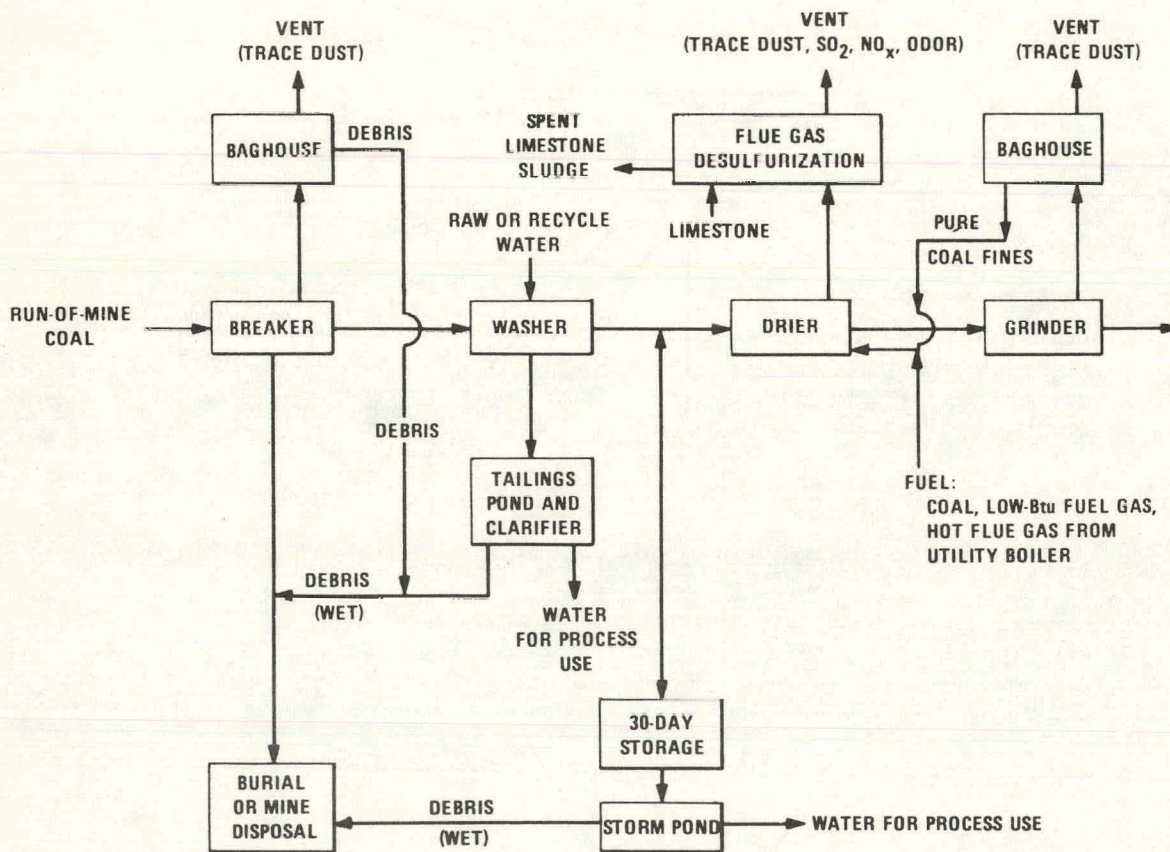 VENT
(TRACE DUST)
VENT
(TRACE DUST, SO2, NOx, ODOR)
VENT
(TRACE DUST)
BAGHOUSE
DEBRIS
SPENT
LIMESTONE
SLUDGE
FLUE GAS
DESULFURIZATION
BAGHOUSE
RAW OR RECYCLE
WATER
LIMESTONE
PURE
COAL FINES
RUN-OF-MINE
COAL
BREAKER
WASHER
DRIER
GRINDER
DEBRIS
TAILINGS
POND AND
CLARIFIER
FUEL:
COAL, LOW-Btu FUEL GAS,
HOT FLUE GAS FROM
UTILITY BOILER
DEBRIS
(WET)
WATER
FOR PROCESS
USE
30-DAY
STORAGE
BURIAL
OR MINE
DISPOSAL
DEBRIS
(WET)
STORM POND
WATER FOR PROCESS USE